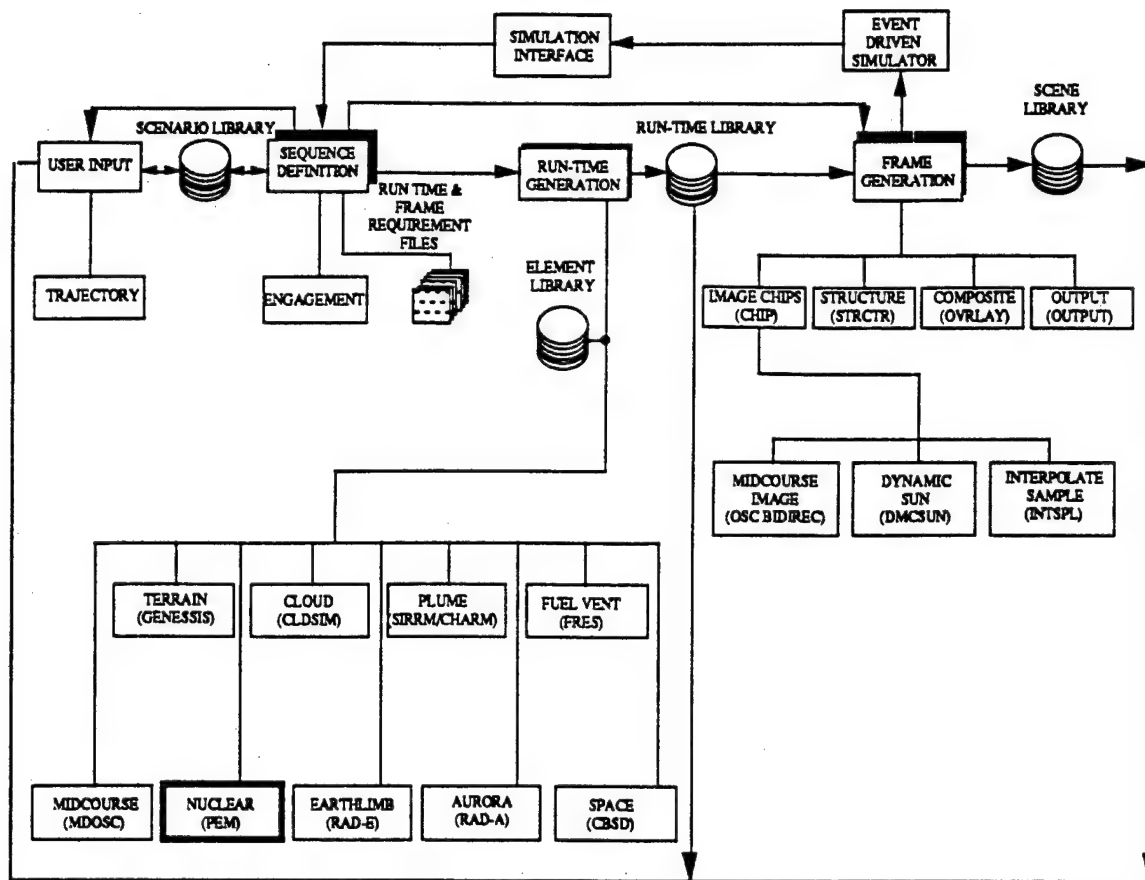 SIMULATION
INTERFACE
EVENT
DRIVEN
SIMULATOR
SCENE
LIBRARY
SCENARIO LIBRARY
RUN-TIME LIBRARY
USER INPUT
SEQUENCE
DEFINITION
RUN-TIME
GENERATION
FRAME
GENERATION
RUN TIME &
FRAME
REQUIREMENT
FILES
TRAJECTORY
ENGAGEMENT
ELEMENT
LIBRARY
IMAGE CHIPS
(CHIP)
STRUCTURE
(STRCTR)
COMPOSITE
(OVRLAY)
OUTPUT
(OUTPUT)
MIDCOURSE
IMAGE
(OSC BIDIREC)
DYNAMIC
SUN
(DMCSUN)
INTERPOLATE
SAMPLE
(INTSPL)
TERRAIN
(GENESSIS)
CLOUD
(CLDSIM)
PLUME
(SIRRM/CHARM)
FUEL VENT
(FRES)
MIDCOURSE
(MDOSC)
NUCLEAR
(PEM)
EARTHLIMB
(RAD-E)
AURORA
(RAD-A)
SPACE
(CBSD)